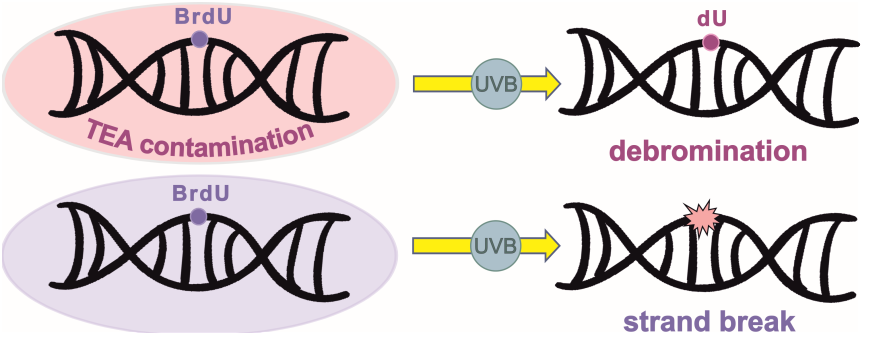 BrdU
TEA contamination
UVB
dU
debromination
BrdU
UVB
strand break